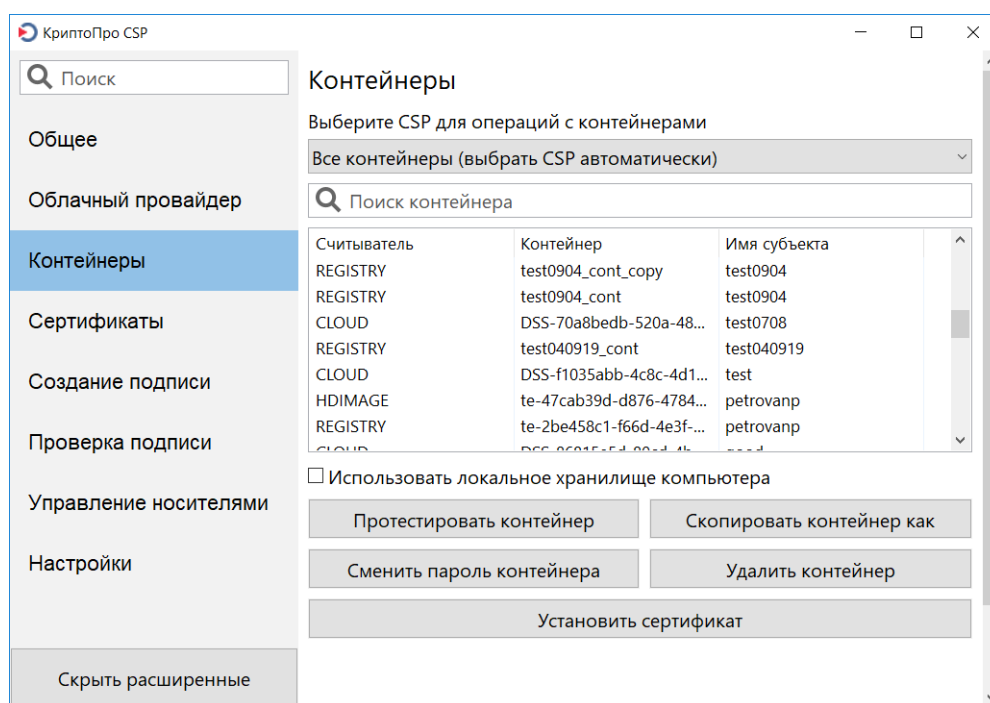 КриптоПро CSP
Поиск
Общее
Облачный провайдер
Контейнеры
Сертификаты
Создание подписи
Проверка подписи
Управление носителями
Настройки
Скрыть расширенные
Контейнеры
Выберите CSP для операций с контейнерами
Все контейнеры (выбрать CSP автоматически)
Поиск контейнера
Считыватель Контейнер Имя субъекта
REGISTRY test0904_cont_copy test0904
REGISTRY test0904_cont test0904
CLOUD DSS-70a8bedb-520a-48... test0708
REGISTRY test040919_cont test040919
CLOUD DSS-f1035abb-4c8c-4d1... test
HDIMAGE te-47cab39d-d876-4784... petrovanp
REGISTRY te-2be458c1-f66d-4e3f-... petrovanp
CLOUD
Использовать локальное хранилище компьютера
Протестировать контейнер Скопировать контейнер как
Сменить пароль контейнера Удалить контейнер
Установить сертификат